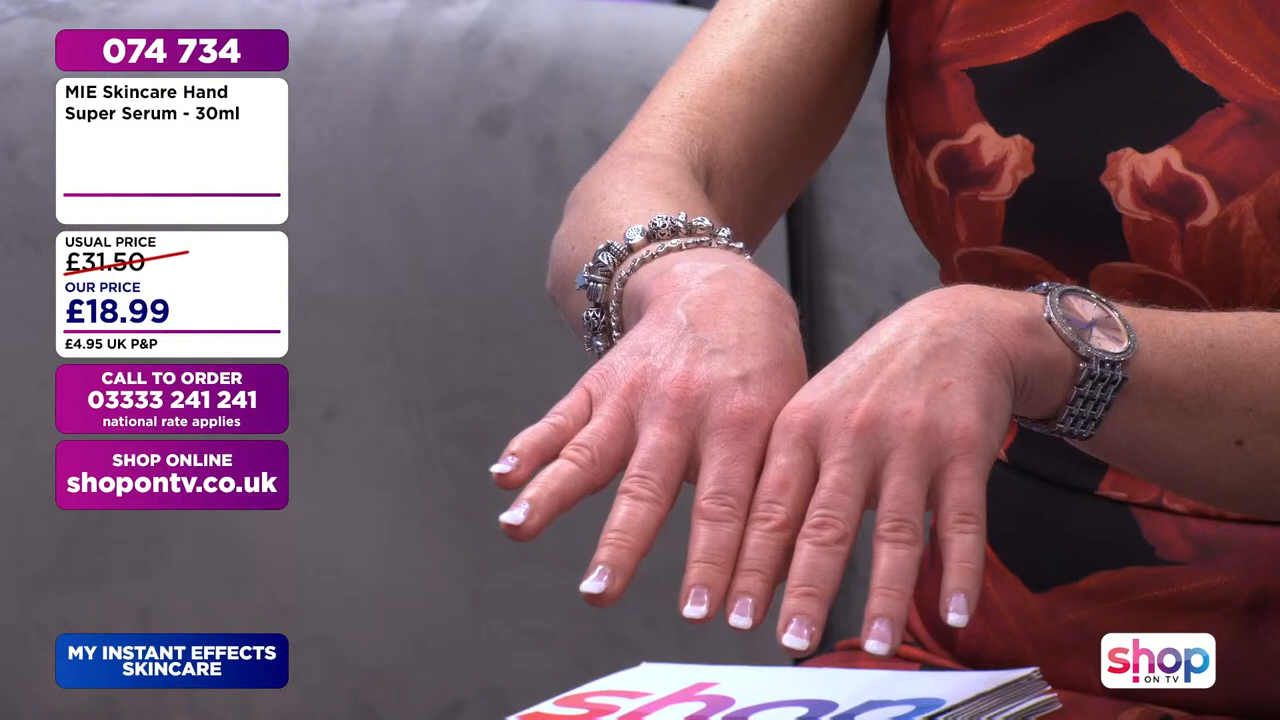 074 734
MIE Skincare Hand
Super Serum - 30ml
USUAL PRICE
£31.50
OUR PRICE
£18.99
£4.95 UK P&P
CALL TO ORDER
03333 241 241
national rate applies
SHOP ONLINE
shopontv.co.uk
MY INSTANT EFFECTS
SKINCARE
shop
shop
ON TV